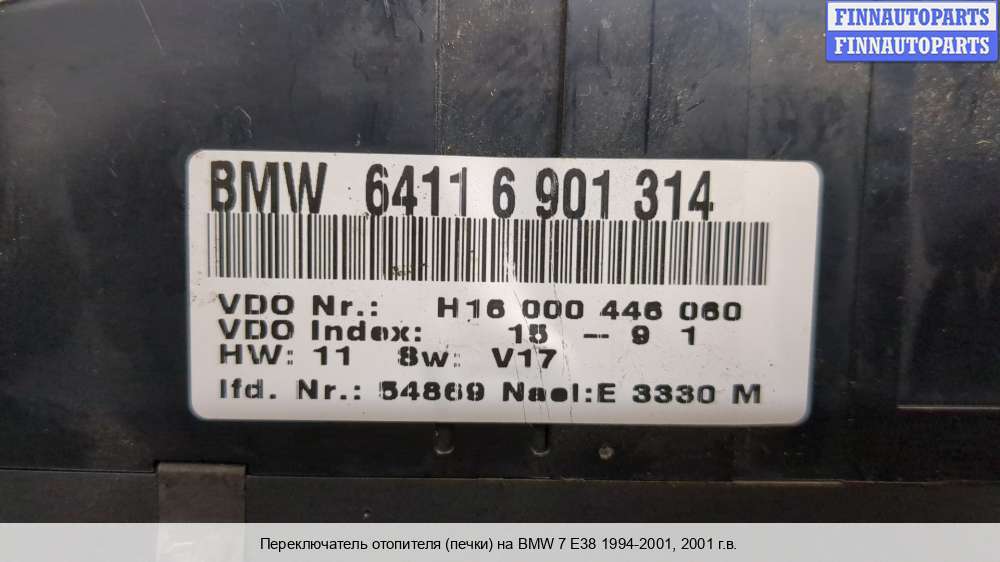 FINNAUTOPARTS
FINNAUTOPARTS
BMW 6411 6 901 314
VDO Nr.: H16 000 446 060
VDO Index: 15 - 9 1
HW: 11 Sw: V17
lfd. Nr.: 54869 Nael:E 3330 M
Переключатель отопителя (печки) на BMW 7 E38 1994-2001, 2001 г.в.